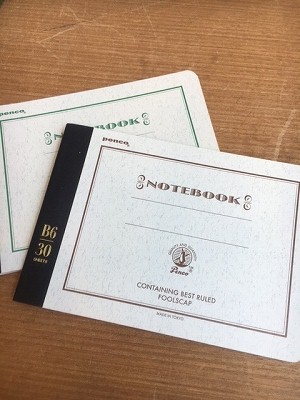 penco
NOTEBOOK
penco
NOTEBOOK
B6
30
SHEETS
Penco
CONTAINING BEST RULED
FOOLSCAP
MADE IN TOKYO